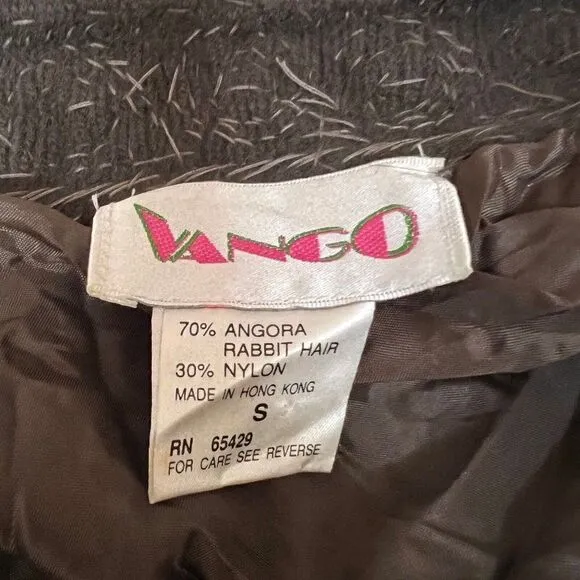 VANGO
70% ANGORA
RABBIT HAIR
30% NYLON
MADE IN HONG KONG
S
RN 65429
FOR CARE SEE REVERSE